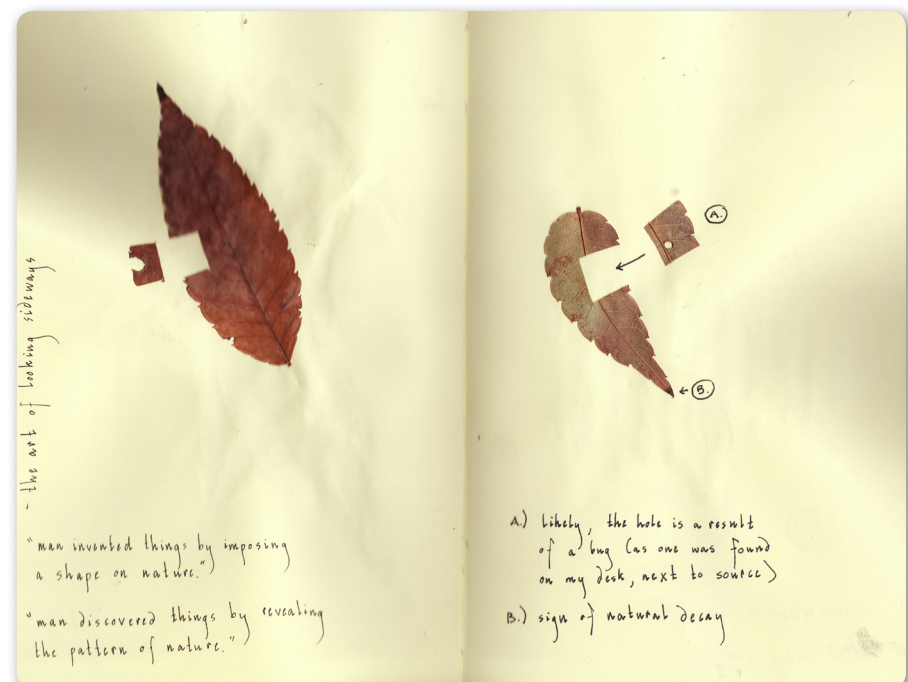 - the art of looking sideways
"man invented things by imposing
a shape on nature."
"man discovered things by revealing
the pattern of nature."
A.
B.
A.) likely, the hole is a result
of a bug (as one was found
on my desk, next to source)
B.) sign of natural decay